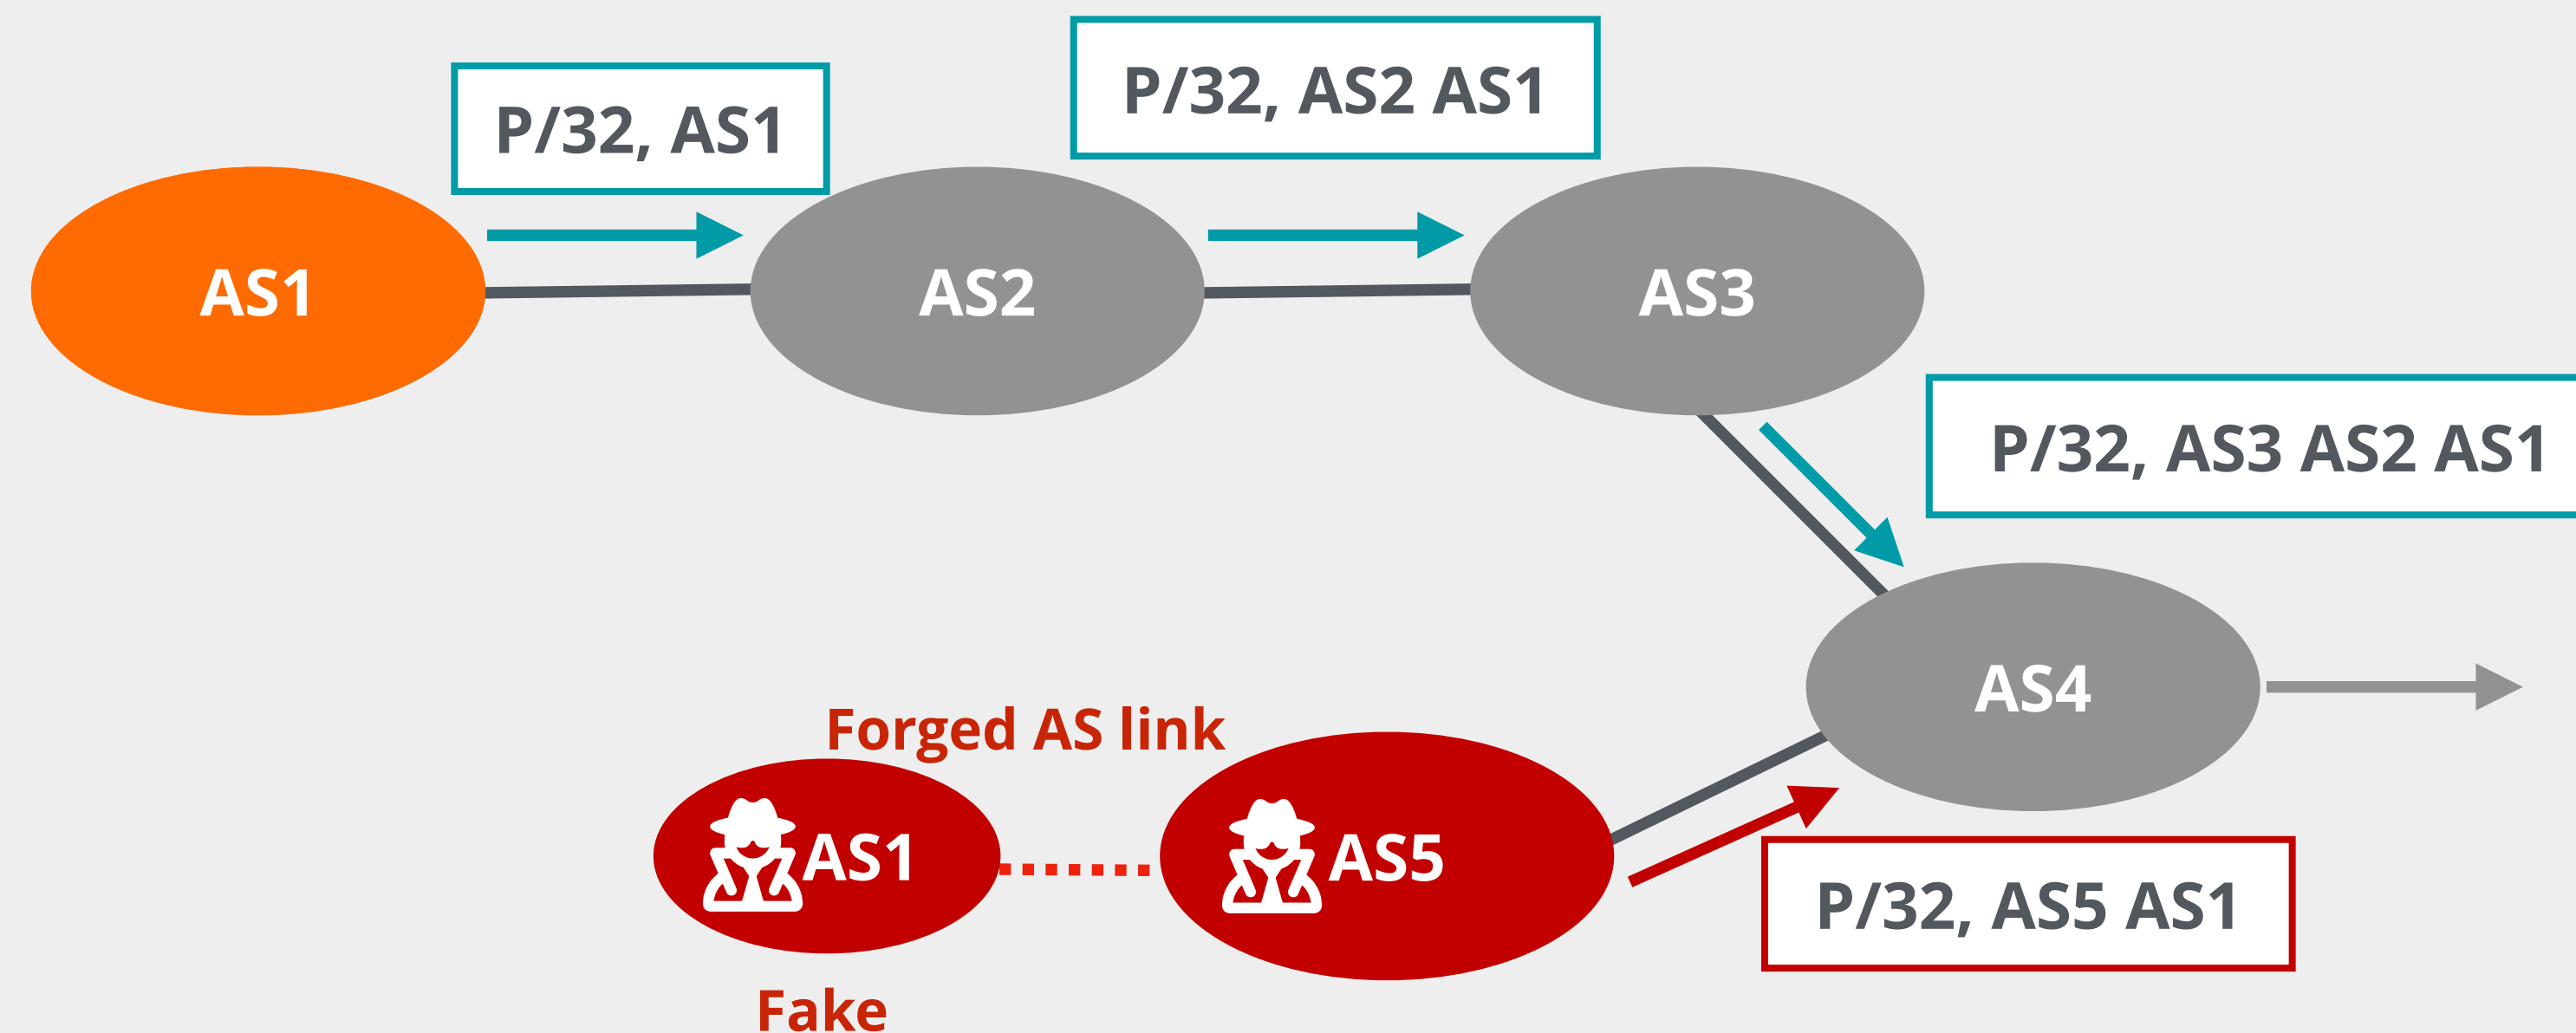 P/32, AS1
P/32, AS2 AS1
AS1
AS2
AS3
P/32, AS3 AS2 AS1
AS4
Forged AS link
AS1
AS5
P/32, AS5 AS1
Fake